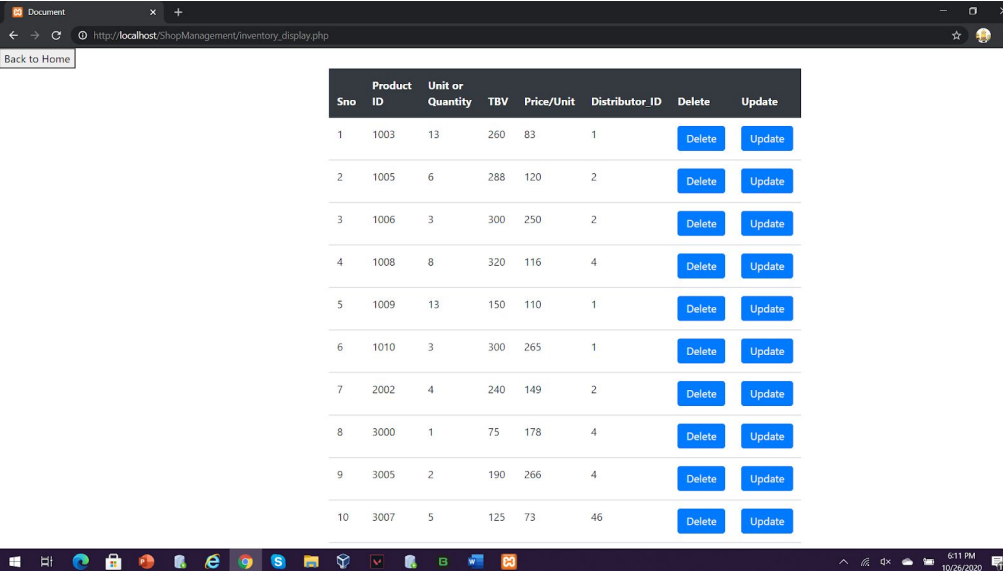 Document
http://localhost/ShopManagement/inventory_display.php
Back to Home
Sno Product ID Unit or Quantity TBV Price/Unit Distributor_ID Delete Update
1 1003 13 260 83 1 Delete Update
2 1005 6 288 120 2 Delete Update
3 1006 3 300 250 2 Delete Update
4 1008 8 320 116 4 Delete Update
5 1009 13 150 110 1 Delete Update
6 1010 3 300 265 1 Delete Update
7 2002 4 240 149 2 Delete Update
8 3000 1 75 178 4 Delete Update
9 3005 2 190 266 4 Delete Update
10 3007 5 125 73 46 Delete Update
6:11 PM
10/26/2020